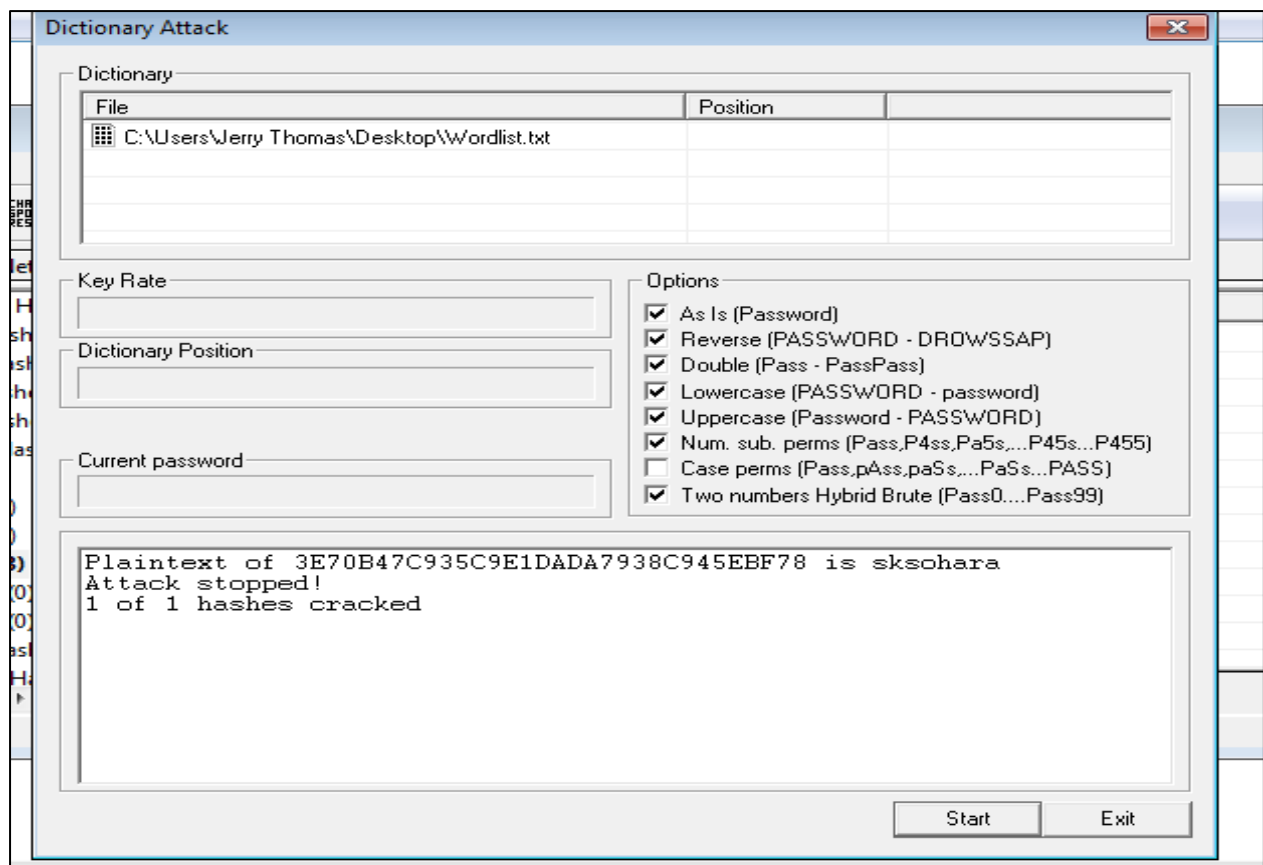 Dictionary Attack
Dictionary
File Position
C:\Users\Jerry Thomas\Desktop\Wordlist.txt
Key Rate
Dictionary Position
Current password
Options
As Is (Password)
Reverse (PASSWORD - DROWSSAP)
Double (Pass - PassPass)
Lowercase (PASSWORD - password)
Uppercase (Password - PASSWORD)
Num. sub. perms (Pass,P4ss,Pa5s,...P45s...P455)
Case perms (Pass,pAss,paSs,...PaSs...PASS)
Two numbers Hybrid Brute (Pass0....Pass99)
Plaintext of 3E70B47C935C9E1DADA7938C945EBF78 is sksohara
Attack stopped!
1 of 1 hashes cracked
Start Exit